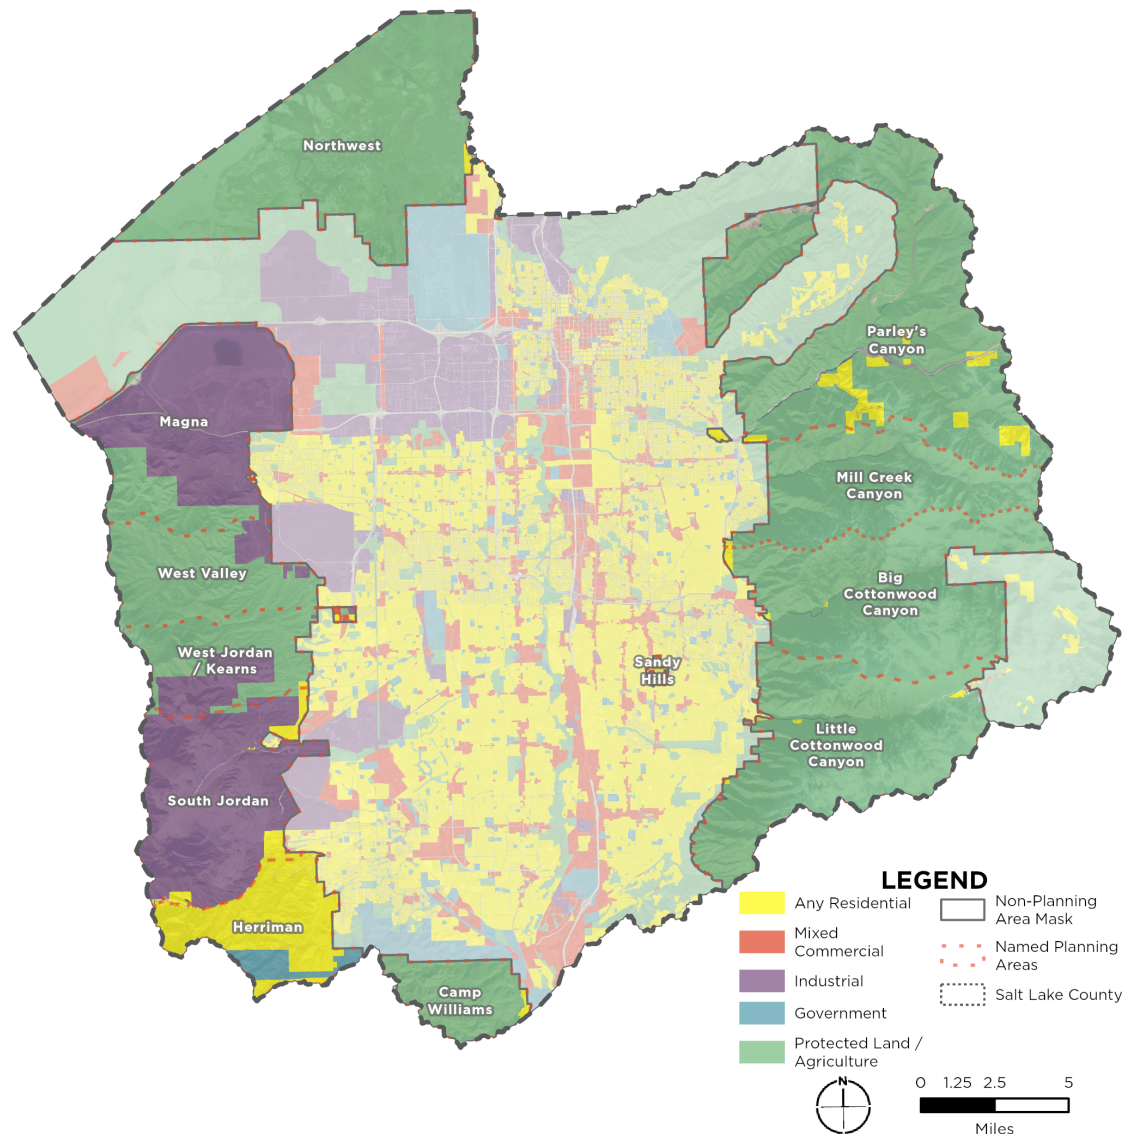 Northwest
Parley's
Canyon
Magna
Mill Creek
Canyon
West Valley
Big
Cottonwood
Canyon
West Jordan
/ Kearns
Sandy
Hills
Little
Cottonwood
Canyon
South Jordan
Herriman
Camp
Williams
LEGEND
Any Residential
Mixed
Commercial
Industrial
Government
Protected Land /
Agriculture
Non-Planning
Area Mask
Named Planning
Areas
Salt Lake County
N
0 1.25 2.5 5
Miles